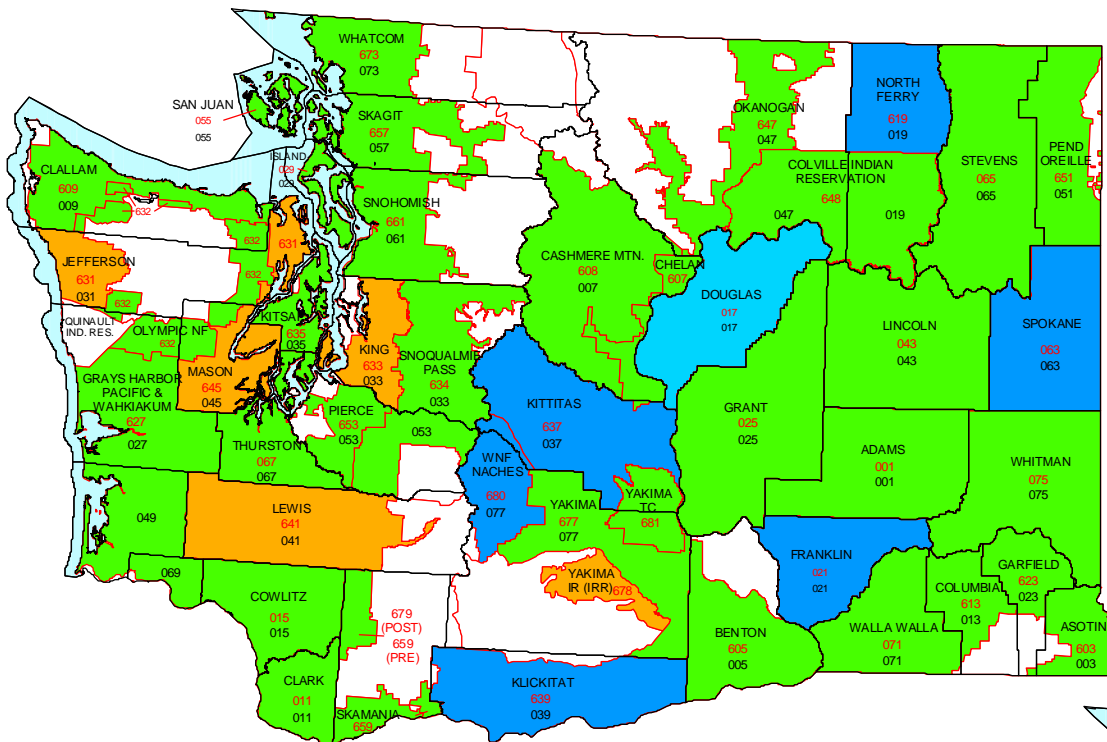 WHATCOM
673
073
SAN JUAN
055
055
SKAGIT
657
057
ISLAND
029
029
CLALLAM
609
009
632
632
632
632
631
SNOHOMISH
661
061
JEFFERSON
631
031
QUINAULT
IND. RES.
OLYMPIC NF
632
KITSAP
635
035
MASON
645
045
KING
633
033
SNOQUALMIE
PASS
634
033
GRAYS HARBOR
PACIFIC &
WAHKIAKUM
627
027
THURSTON
067
067
PIERCE
653
053
053
049
069
LEWIS
641
041
COWLITZ
015
015
CLARK
011
011
679
(POST)
659
(PRE)
SKAMANIA
659
OKANOGAN
647
047
NORTH
FERRY
619
019
COLVILLE INDIAN
RESERVATION
648
047
019
STEVENS
065
065
PEND
OREILLE
651
051
CASHMERE MTN.
608
007
CHELAN
607
DOUGLAS
017
017
LINCOLN
043
043
SPOKANE
063
063
KITTITAS
637
037
GRANT
025
025
ADAMS
001
001
WHITMAN
075
075
WNF
NACHES
680
077
YAKIMA
677
077
YAKIMA
TC
681
YAKIMA
IR (IRR)
678
FRANKLIN
021
021
BENTON
605
005
WALLA WALLA
071
071
COLUMBIA
613
013
GARFIELD
623
023
ASOTIN
603
003
KLICKITAT
639
039